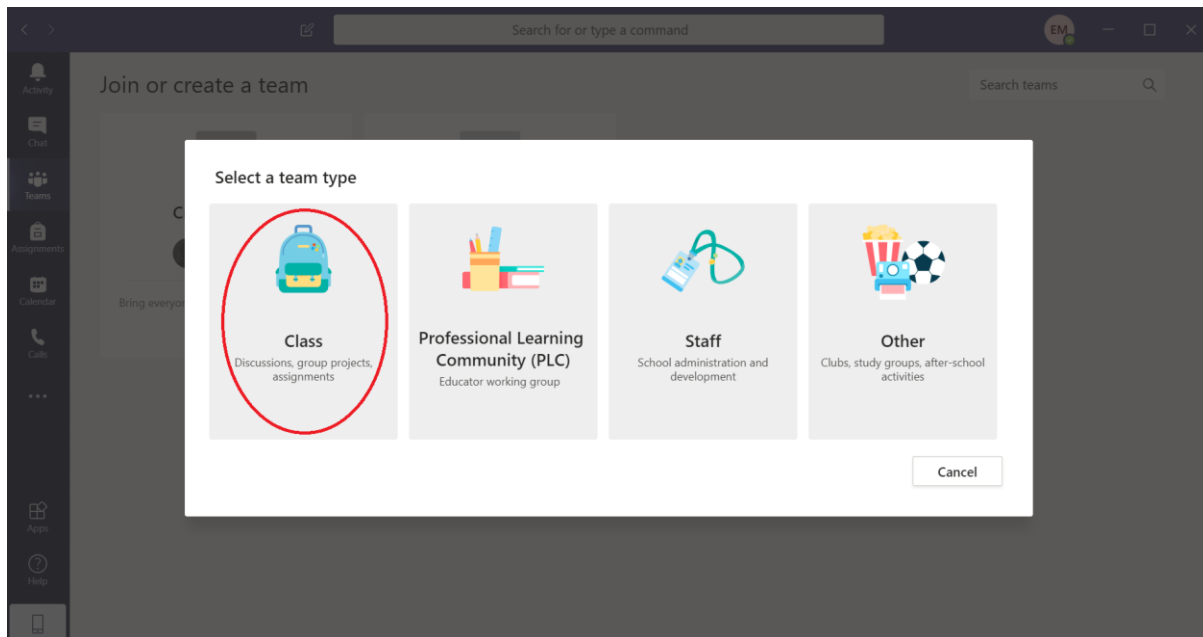 Search for or type a command
EM
Activity
Join or create a team
Search teams
Chat
Teams
Select a team type
C
Assignments
Calendar
Bring everyo
Calls
Class
Discussions, group projects,
assignments
Professional Learning
Community (PLC)
Educator working group
Staff
School administration and
development
Other
Clubs, study groups, after-school
activities
Cancel
Apps
Help